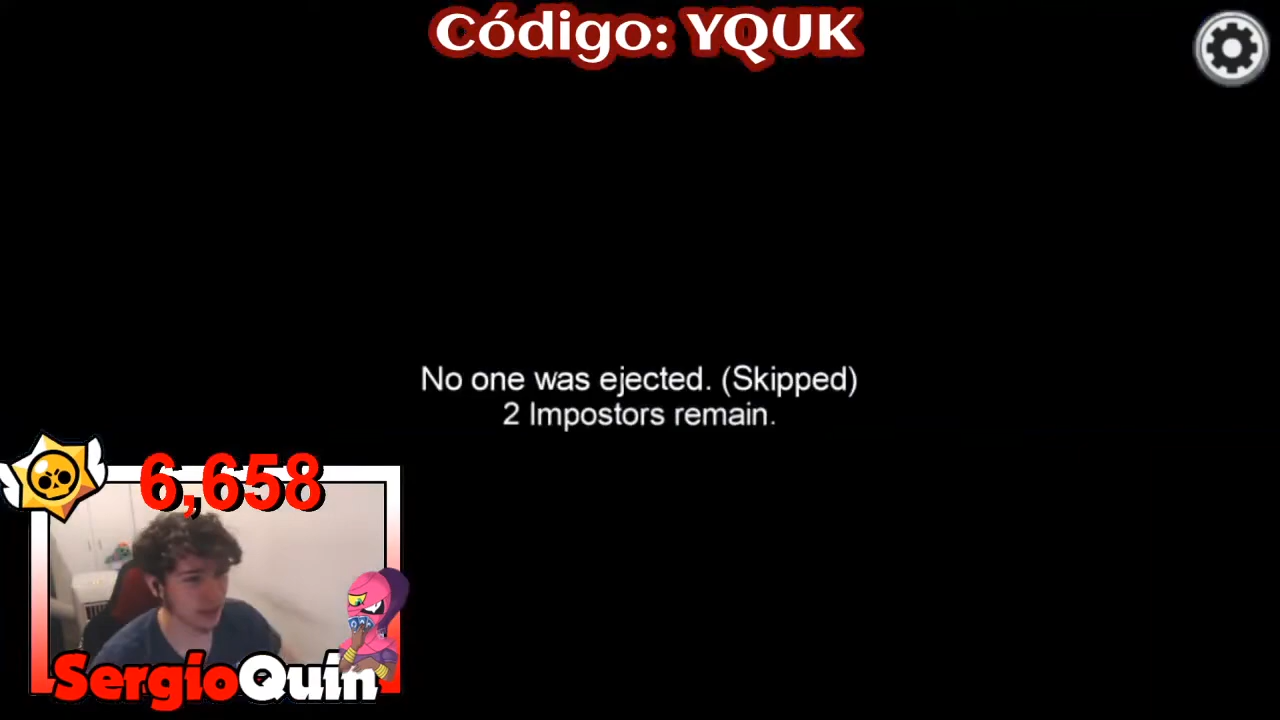 Código: YQUK
No one was ejected. (Skipped)
2 Impostors remain.
6,658
SergioQuin